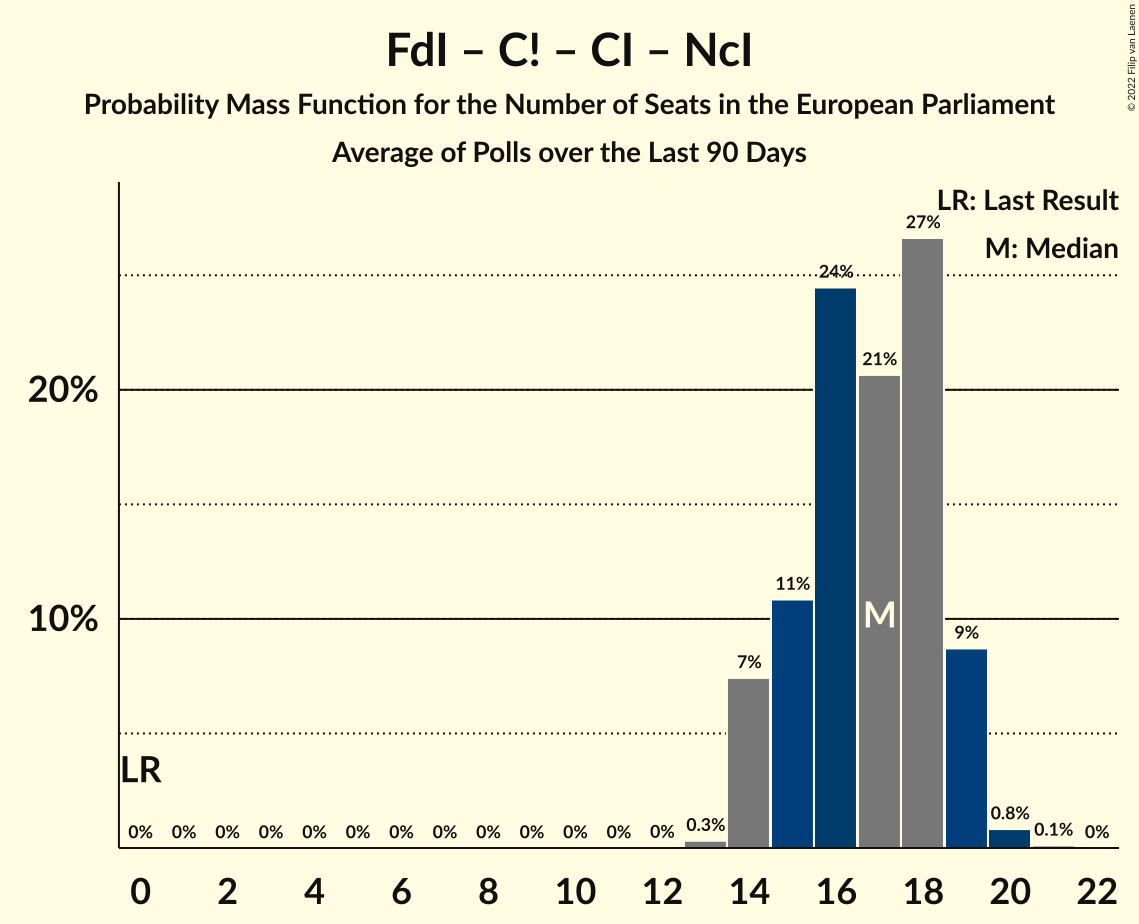 FdI – C! – CI – NcI
Probability Mass Function for the Number of Seats in the European Parliament
Average of Polls over the Last 90 Days
© 2022 Filip van Laenen
LR: Last Result
M: Median
27%
24%
21%
20%
11%
10%
M
9%
7%
LR
0% 0% 0% 0% 0% 0% 0% 0% 0% 0% 0% 0% 0% 0.3% 0.8% 0.1% 0%
0 2 4 6 8 10 12 14 16 18 20 22